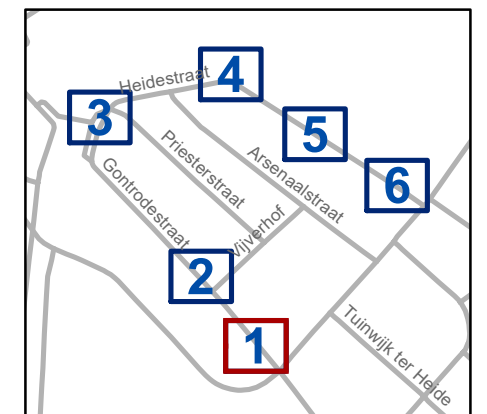 Heidestraat
4
3
5
Priesterstraat
Arsenaalstraat
6
Gontrodestraat
Vijverhof
2
1
Tuinwijk ter Heide